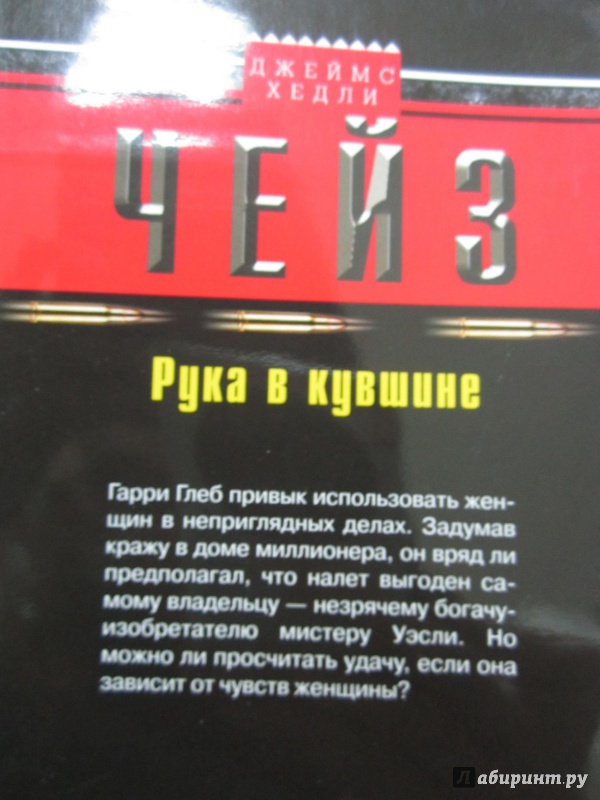 ДЖЕЙМС
ХЕДЛИ
ЧЕЙЗ
Рука в кувшине
Гарри Глеб привык использовать жен-
щин в неприглядных делах. Задумав
кражу в доме миллионера, он вряд ли
предполагал, что налет выгоден са-
мому владельцу — незрячему богачу-
изобретателю мистеру Уэсли. Но
можно ли просчитать удачу, если она
зависит от чувств женщины?
Лабиринт.ру